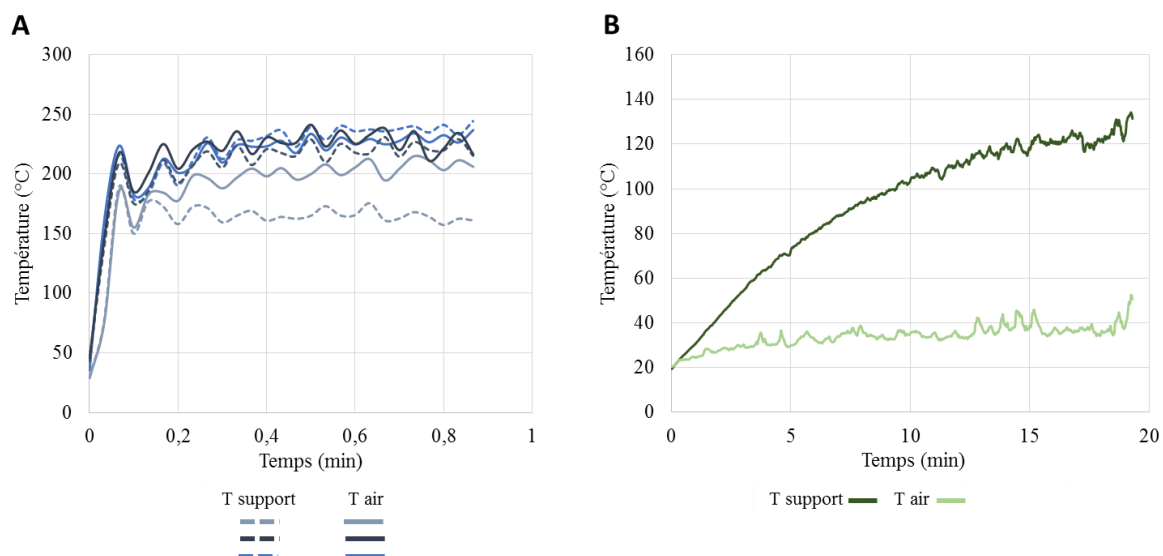 A
300
250
200
150
100
50
0
Température (°C)
0 0,2 0,4 0,6 0,8 1
Temps (min)
T support T air
B
160
140
120
100
80
60
40
20
0
Température (°C)
0 5 10 15 20
Temps (min)
T support T air